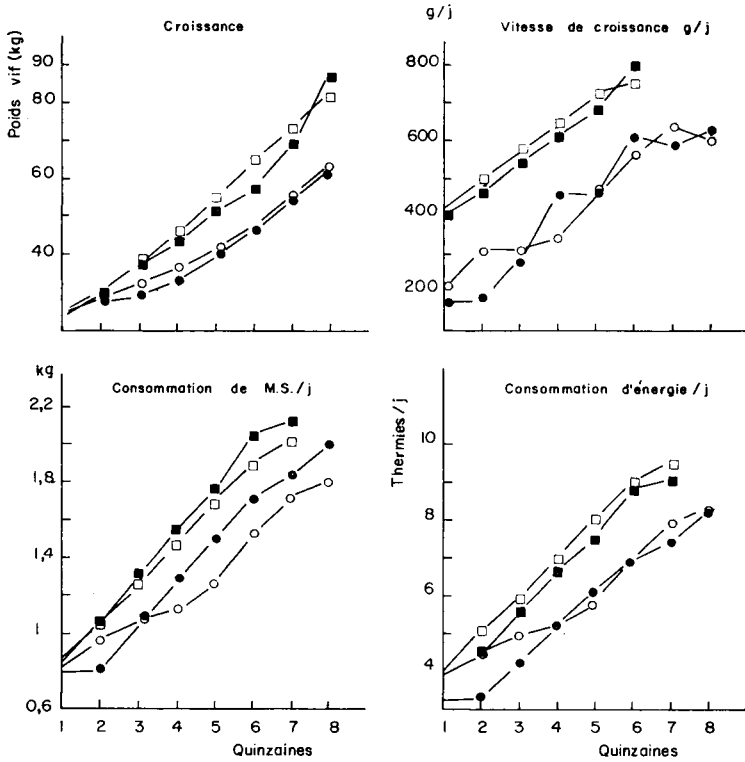 Croissance
Poids vif (kg)
90
80
60
40
g/j
Vitesse de croissance g/j
800
600
400
200
kg
Consommation de M.S./j
2,2
1,8
1,4
1
0,6
1 2 3 4 5 6 7 8
Quinzaines
Consommation d'énergie/j
Thermies/j
10
8
6
4
1 2 3 4 5 6 7 8
Quinzaines